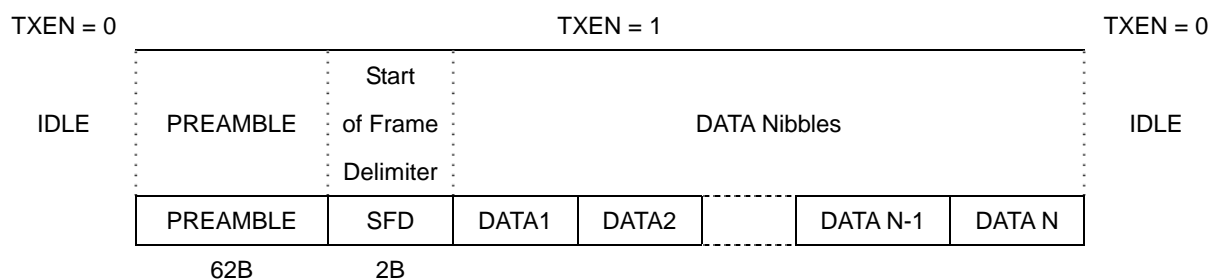 TXEN = 0 TXEN = 1 TXEN = 0
IDLE PREAMBLE Start
of Frame
Delimiter DATA Nibbles IDLE
PREAMBLE SFD DATA1 DATA2 DATA N-1 DATA N
62B 2B